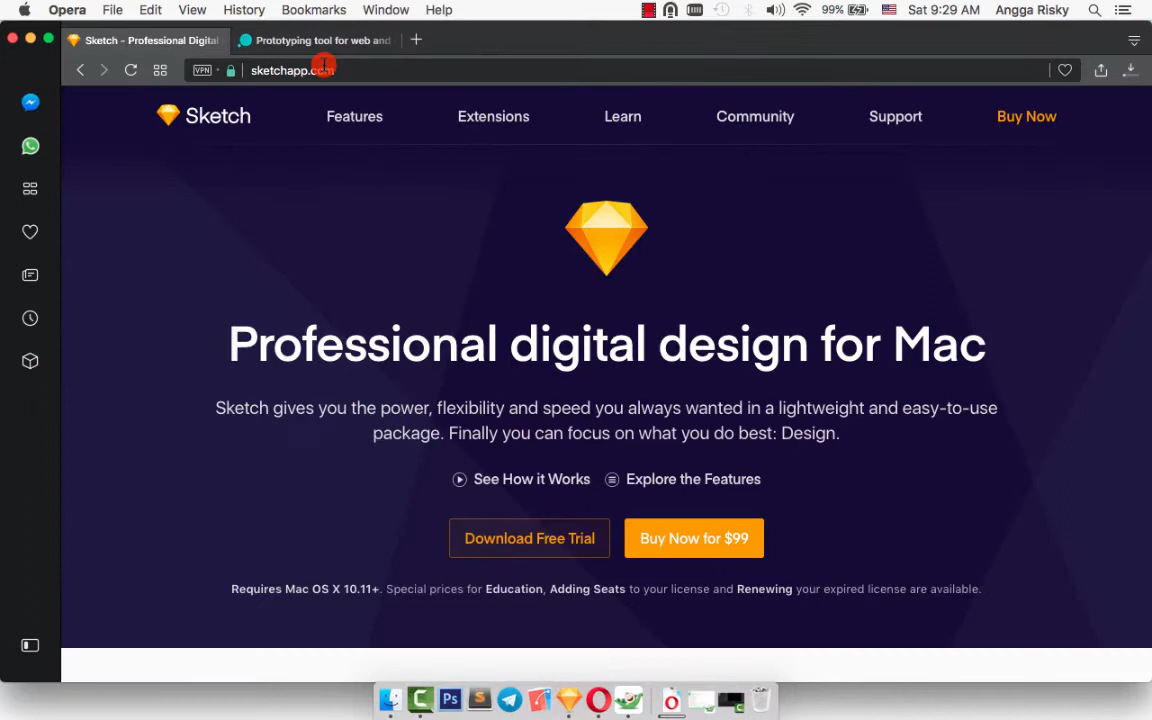 Opera File Edit View History Bookmarks Window Help 99% Sat 9:29 AM Angga Risky
Sketch - Professional Digital Prototyping tool for web and
VPN sketchapp.com
Sketch Features Extensions Learn Community Support Buy Now
Professional digital design for Mac
Sketch gives you the power, flexibility and speed you always wanted in a lightweight and easy-to-use
package. Finally you can focus on what you do best: Design.
See How it Works Explore the Features
Download Free Trial Buy Now for $99
Requires Mac OS X 10.11+. Special prices for Education, Adding Seats to your license and Renewing your expired license are available.
Ps